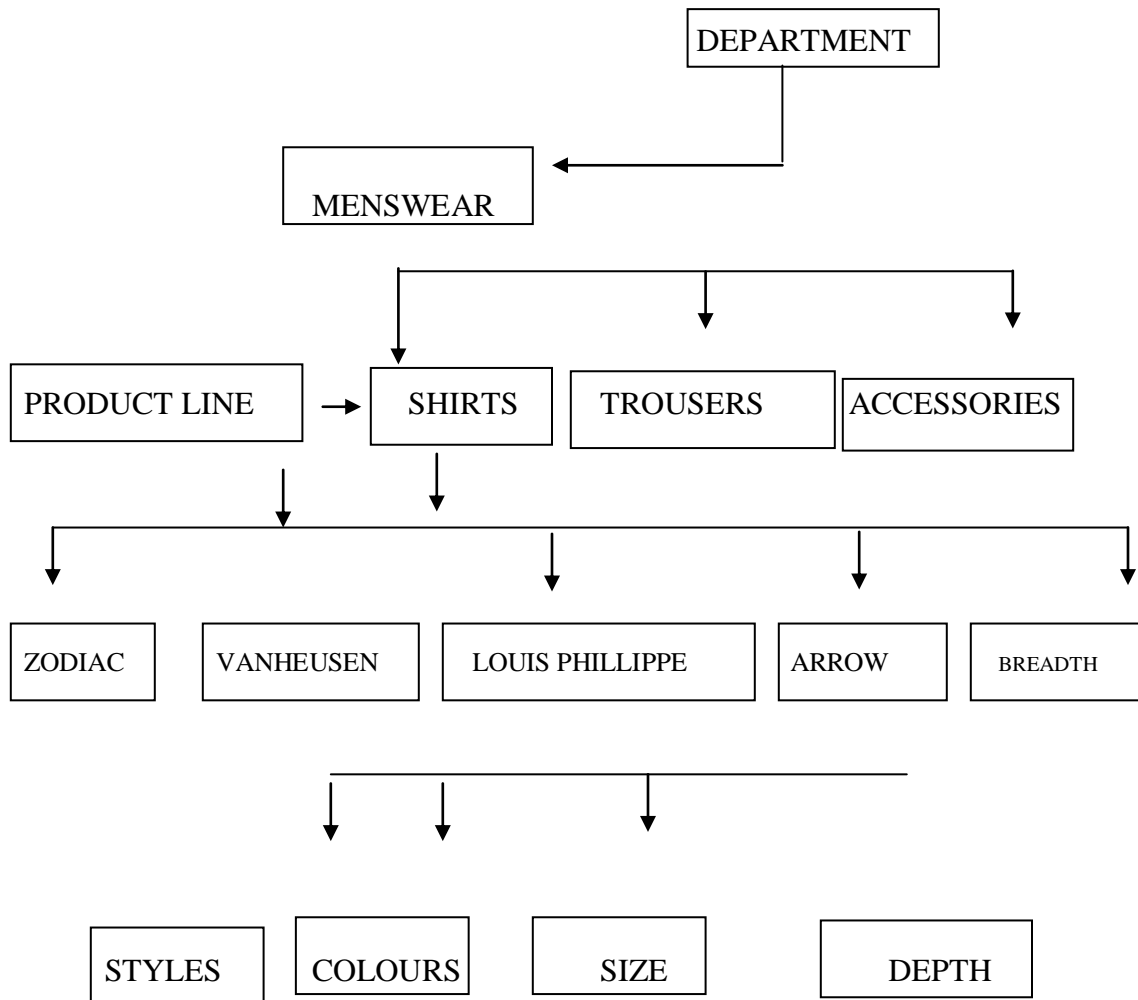 DEPARTMENT
MENSWEAR
PRODUCT LINE
SHIRTS
TROUSERS
ACCESSORIES
ZODIAC
VANHEUSEN
LOUIS PHILLIPPE
ARROW
BREADTH
STYLES
COLOURS
SIZE
DEPTH